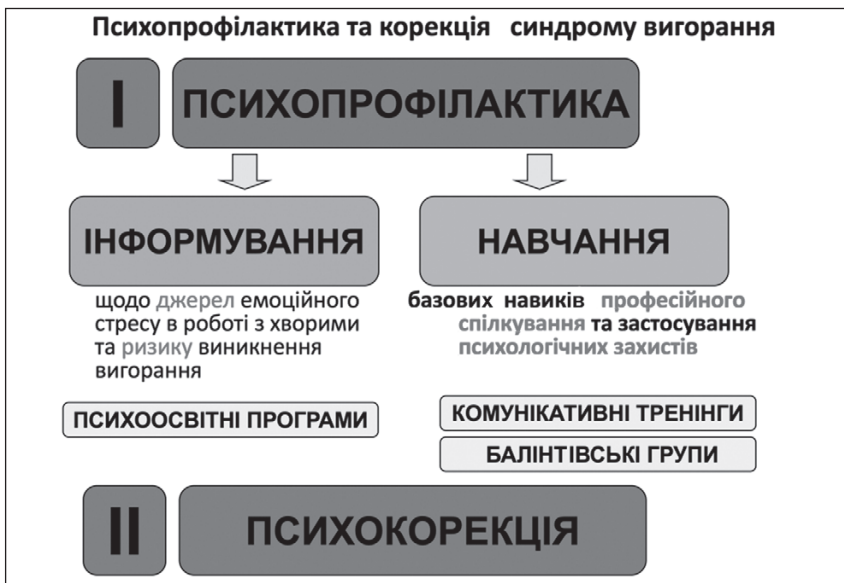 Психопрофілактика та корекція синдрому вигорання
I
ПСИХОПРОФІЛАКТИКА
ІНФОРМУВАННЯ
щодо джерел емоційного
стресу в роботі з хворими
та ризику виникнення
вигорання
ПСИХООСВІТНІ ПРОГРАМИ
НАВЧАННЯ
базових навиків професійного
спілкування та застосування
психологічних захистів
КОМУНІКАТИВНІ ТРЕНІНГИ
БАЛІНТІВСЬКІ ГРУПИ
II
ПСИХОКОРЕКЦІЯ